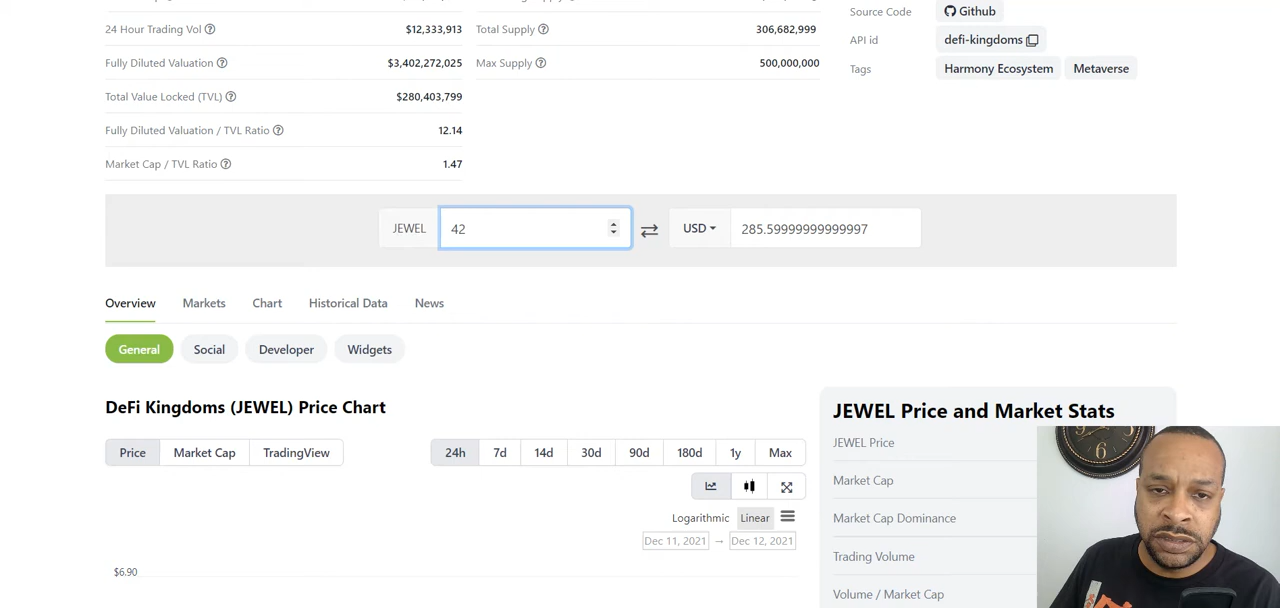 Source Code Github
24 Hour Trading Vol $12,333,913 Total Supply 306,682,999
API id defi-kingdoms
Fully Diluted Valuation $3,402,272,025 Max Supply 500,000,000
Tags Harmony Ecosystem Metaverse
Total Value Locked (TVL) $280,403,799
Fully Diluted Valuation / TVL Ratio 12.14
Market Cap / TVL Ratio 1.47
JEWEL 42 USD 285.59999999999997
Overview Markets Chart Historical Data News
General Social Developer Widgets
DeFi Kingdoms (JEWEL) Price Chart
Price Market Cap TradingView 24h 7d 14d 30d 90d 180d 1y Max
Logarithmic Linear
Dec 11, 2021 → Dec 12, 2021
$6.90
JEWEL Price and Market Stats
JEWEL Price
Market Cap
Market Cap Dominance
Trading Volume
Volume / Market Cap